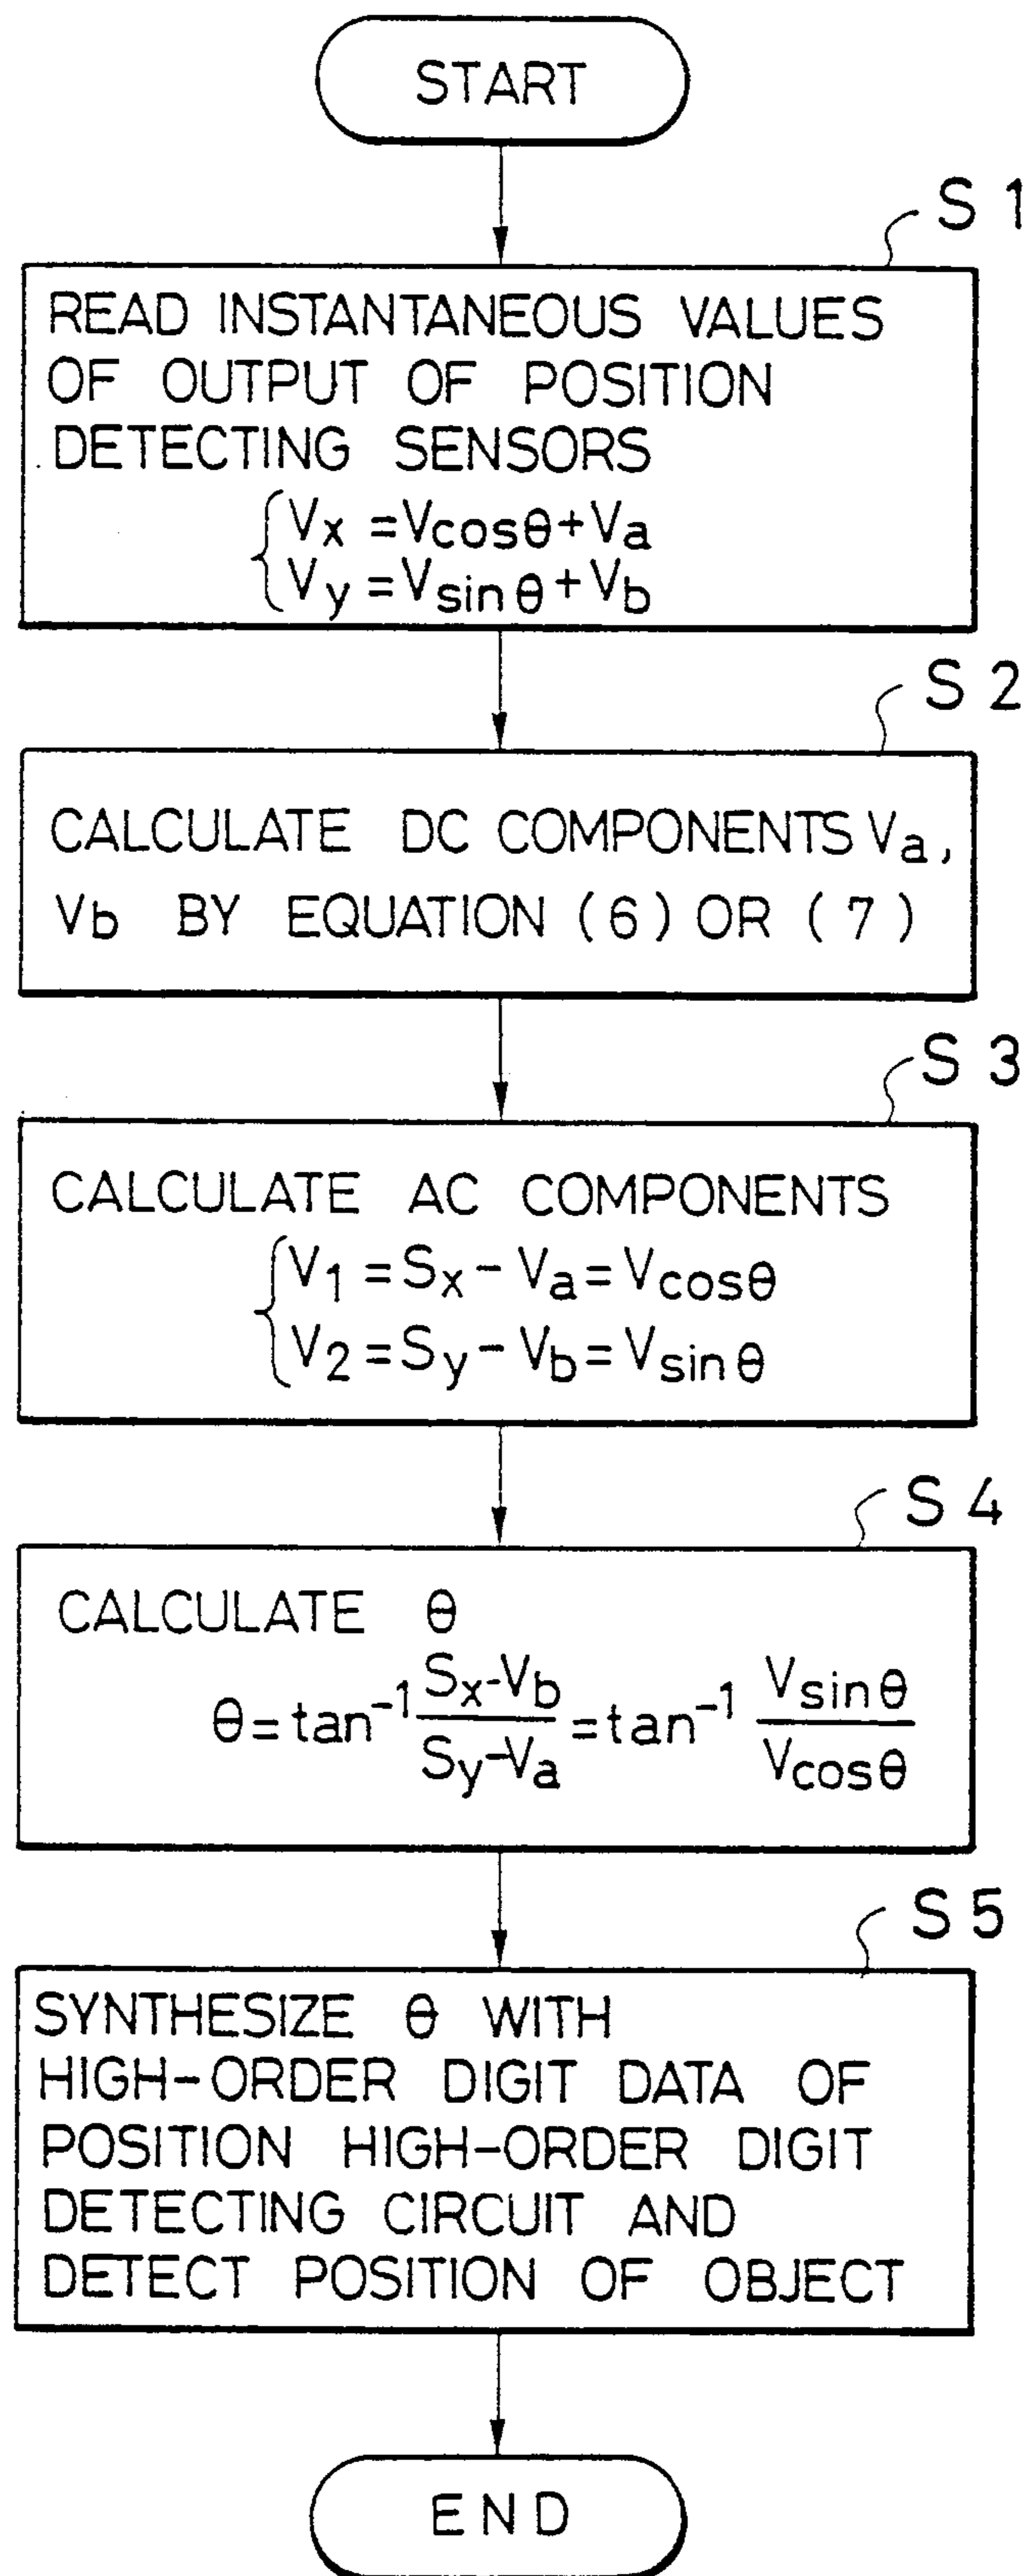 START
S 1
READ INSTANTANEOUS VALUES
OF OUTPUT OF POSITION
DETECTING SENSORS
Vx = Vcosθ + Va
Vy = Vsinθ + Vb
S 2
CALCULATE DC COMPONENTS Va,
Vb BY EQUATION (6) OR (7)
S 3
CALCULATE AC COMPONENTS
V1 = Sx - Va = Vcosθ
V2 = Sy - Vb = Vsinθ
S 4
CALCULATE θ
θ = tan⁻¹ (Sx-Vb)/(Sy-Va) = tan⁻¹ Vsinθ/Vcosθ
S 5
SYNTHESIZE θ WITH
HIGH-ORDER DIGIT DATA OF
POSITION HIGH-ORDER DIGIT
DETECTING CIRCUIT AND
DETECT POSITION OF OBJECT
END